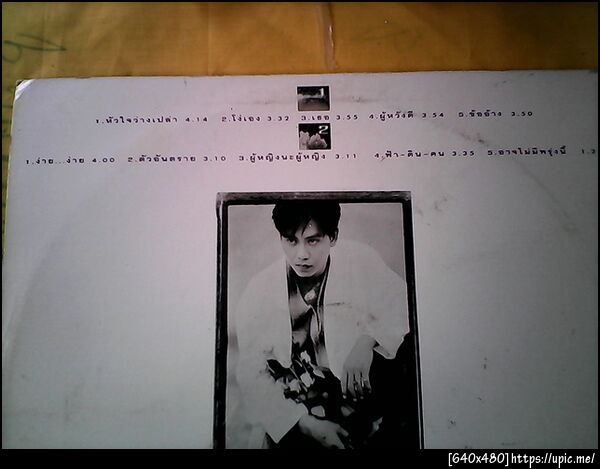 1.หัวใจว่างเปล่า 4.14 2.โง่เอง 3.32 3.เธอ 3.55 4.ผู้หวังดี 3.54 5.ข้ออ้าง 3.50
2
1.ง่าย...ง่าย 4.00 2.ตัวอันตราย 3.10 3.ผู้หญิงนะผู้หญิง 3.11 4.ฟ้า-ดิน-คน 3.35 5.อาจไม่มีพรุ่งนี้
[640x480]https://upic.me/